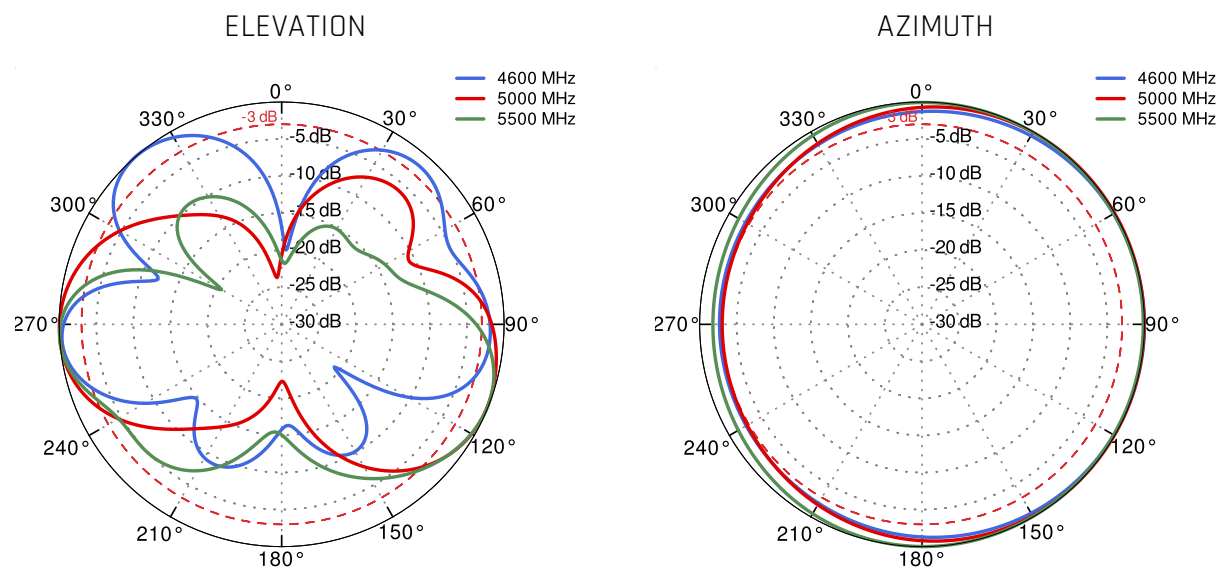 ELEVATION
4600 MHz
5000 MHz
5500 MHz
0°
330°
30°
-3 dB
-5 dB
-10 dB
300°
60°
-15 dB
-20 dB
-25 dB
270°
-30 dB
90°
240°
120°
210°
150°
180°
AZIMUTH
4600 MHz
5000 MHz
5500 MHz
0°
330°
30°
3 dB
-5 dB
-10 dB
300°
60°
-15 dB
-20 dB
-25 dB
270°
-30 dB
90°
240°
120°
210°
150°
180°